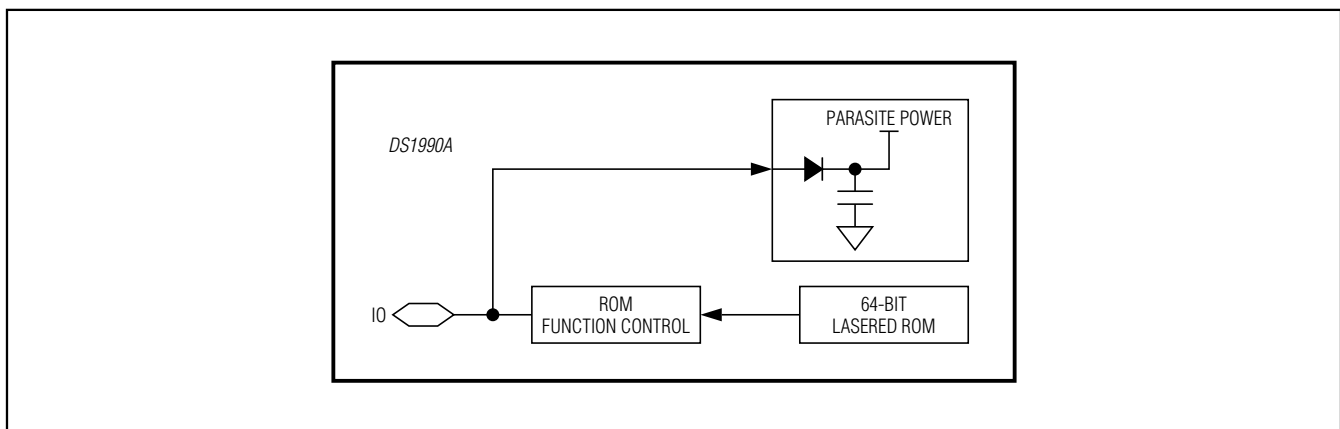 PARASITE POWER
DS1990A
IO
ROM
FUNCTION CONTROL
64-BIT
LASERED ROM